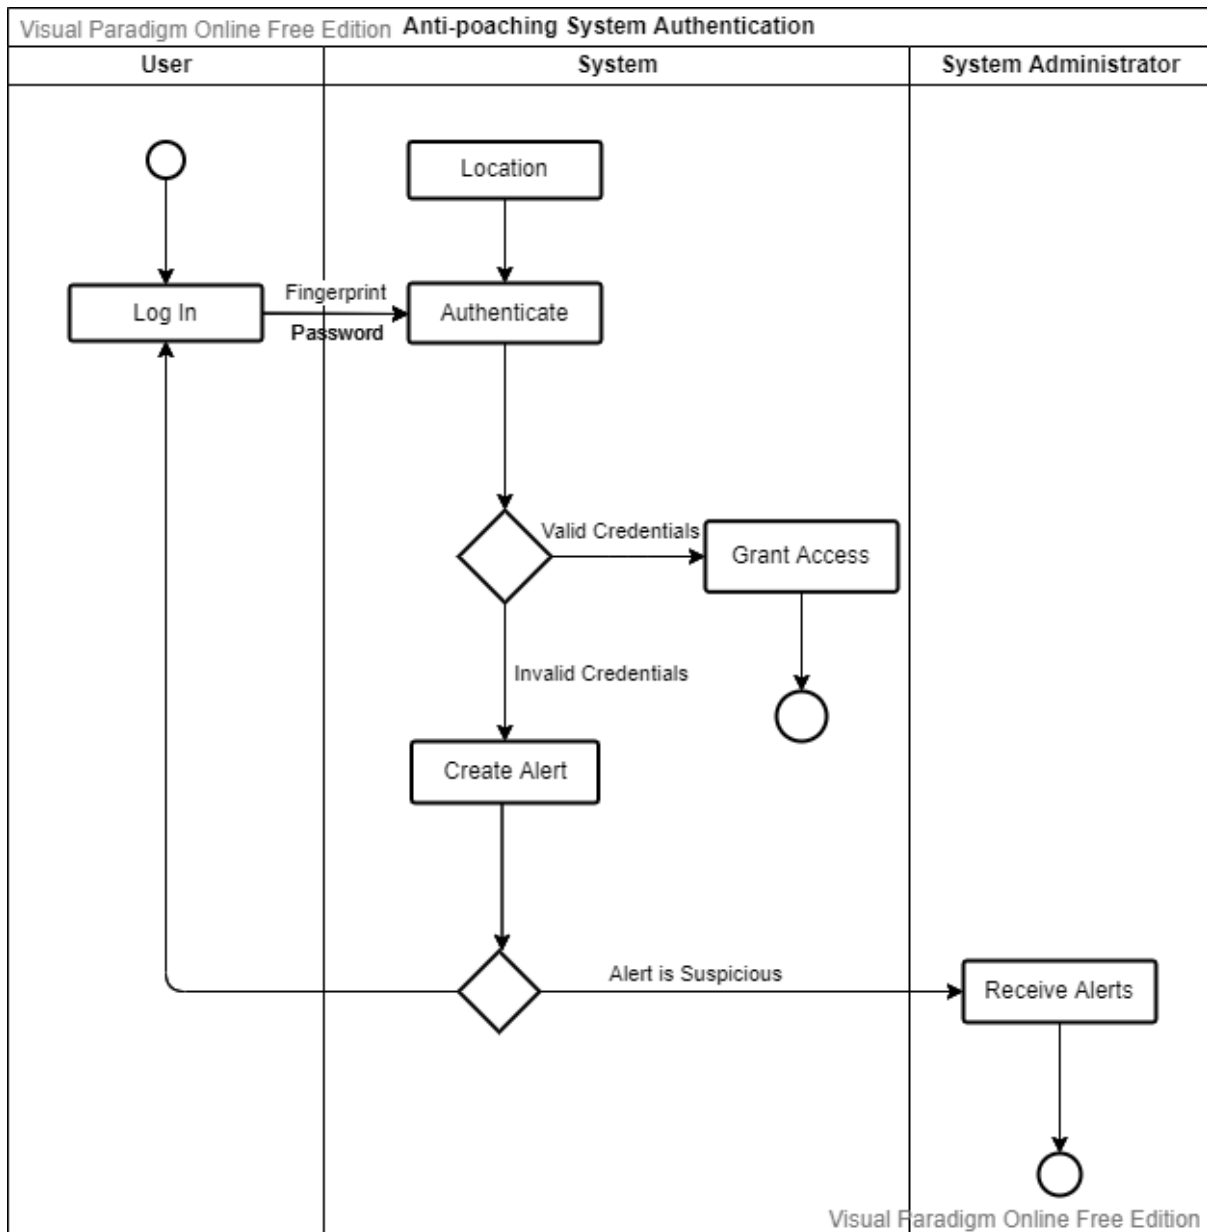 Visual Paradigm Online Free Edition Anti-poaching System Authentication
User System System Administrator
Location
Log In
Fingerprint
Password
Authenticate
Valid Credentials
Grant Access
Invalid Credentials
Create Alert
Alert is Suspicious
Receive Alerts
Visual Paradigm Online Free Edition